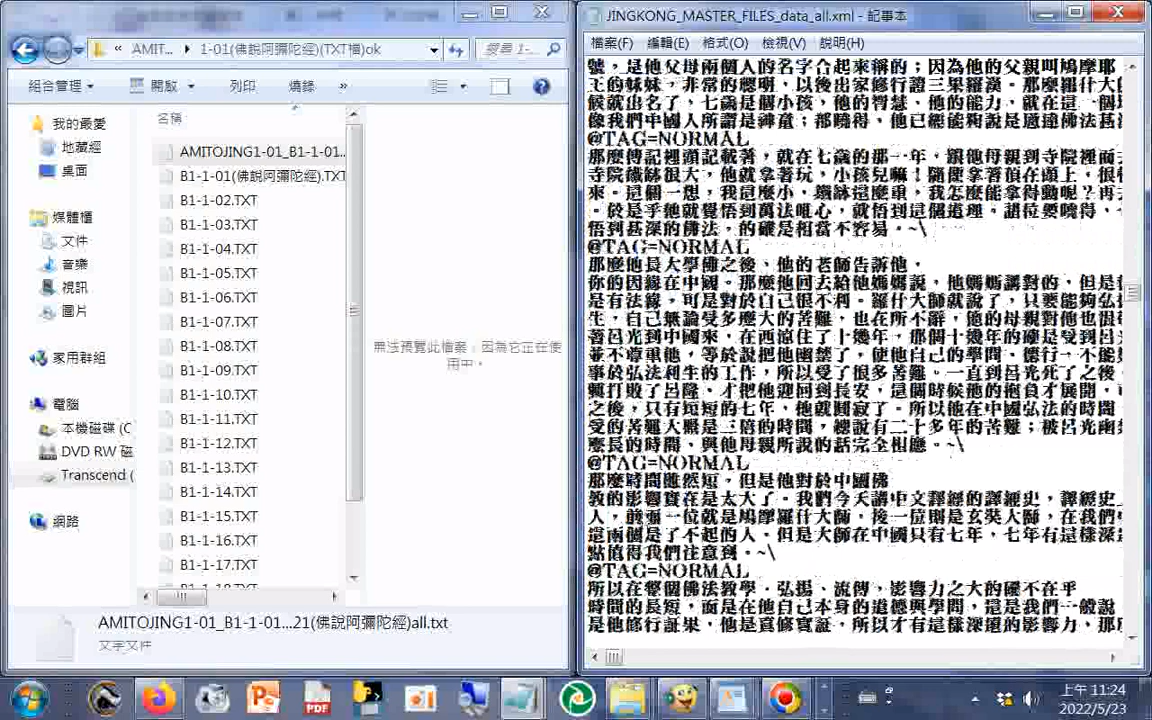 AMIT... 1-01(佛說阿彌陀經)(TXT檔)ok
搜尋 1-...
組合管理
開啟
列印
燒錄
»
名稱
我的最愛
地藏經
桌面
媒體櫃
文件
音樂
視訊
圖片
家用群組
電腦
本機磁碟 (C
DVD RW 磁
Transcend (
網路
AMITOJING1-01_B1-1-01...
B1-1-01(佛說阿彌陀經).TXT
B1-1-02.TXT
B1-1-03.TXT
B1-1-04.TXT
B1-1-05.TXT
B1-1-06.TXT
B1-1-07.TXT
B1-1-08.TXT
B1-1-09.TXT
B1-1-10.TXT
B1-1-11.TXT
B1-1-12.TXT
B1-1-13.TXT
B1-1-14.TXT
B1-1-15.TXT
B1-1-16.TXT
B1-1-17.TXT
無法預覽此檔案，因為它正在使
用中。
AMITOJING1-01_B1-1-01...21(佛說阿彌陀經)all.txt
文字文件
JINGKONG_MASTER_FILES_data_all.xml - 記事本
檔案(F) 編輯(E) 格式(O) 檢視(V) 說明(H)
號，是他父母兩個人的名字合起來稱的；因為他的父親叫鳩摩耶
王的妹妹，非常的聰明，以後出家修行證三果羅漢。那麼羅什大
候就出名了，七歲是個小孩，他的智慧、他的能力，就在這一個
像我們中國人所謂是神童；都曉得，他已經能夠說是通達佛法甚
@TAG=NORMAL
那麼傳記裡頭記載著，就在七歲的那一年，跟他母親到寺院裡面
寺院鐵缽很大，他就拿著玩，小孩兒嘛！隨便拿著頂在頭上，很
來。這個一想，我這麼小，鐵缽這麼重，我怎麼能拿得動呢？再
。於是乎他就覺悟到萬法唯心，就悟到這個道理。諸位要曉得，
悟到甚深的佛法，的確是相當不容易。~\
@TAG=NORMAL
那麼他長大學佛之後、他的老師告訴他，
你的因緣在中國。那麼他回去給他媽媽說，他媽媽講對的，但是
是有法緣，可是對於自己很不利。羅什大師就說了，只要能夠弘
生，自己無論受多麼大的苦難，也在所不辭，他的母親對他也很
著呂光到中國來，在西涼住了十幾年，那個十幾年的確是受到呂
並不尊重他，等於說把他幽禁了，使他自己的學問、德行，不能
事於弘法利生的工作，所以受了很多苦難。一直到呂光死了之後
興打敗了呂隆、才把他迎回到長安，這個時候他的抱負才展開，
之後，只有短短的七年，他就圓寂了。所以他在中國弘法的時間
受的苦難大概是三倍的時間，總說有二十多年的苦難；被呂光幽
麼長的時間，與他母親所說的話完全相應。~\
@TAG=NORMAL
那麼時間雖然短，但是他對於中國佛
教的影響實在是太大了。我們今天講中文譯經的譯經史，譯經史
人，前面一位就是鳩摩羅什大師，後一位則是玄奘大師，在我們
這兩個是了不起的人。但是大師在中國只有七年，七年有這樣深
點值得我們注意到。~\
@TAG=NORMAL
所以在整個佛法教學、弘揚、流傳，影響力之大的確不在乎
時間的長短，而是在他自己本身的道德與學問，這是我們一般說
是他修行証果，他是真修實証，所以才有這樣深遠的影響力，那
上午 11:24
2022/5/23